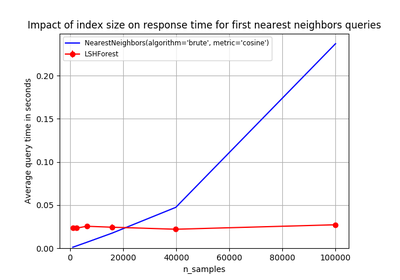 Impact of index size on response time for first nearest neighbors queries
NearestNeighbors(algorithm='brute', metric='cosine')
LSHForest
Average query time in seconds
0.20
0.15
0.10
0.05
0.00
0
20000
40000
60000
80000
100000
n_samples